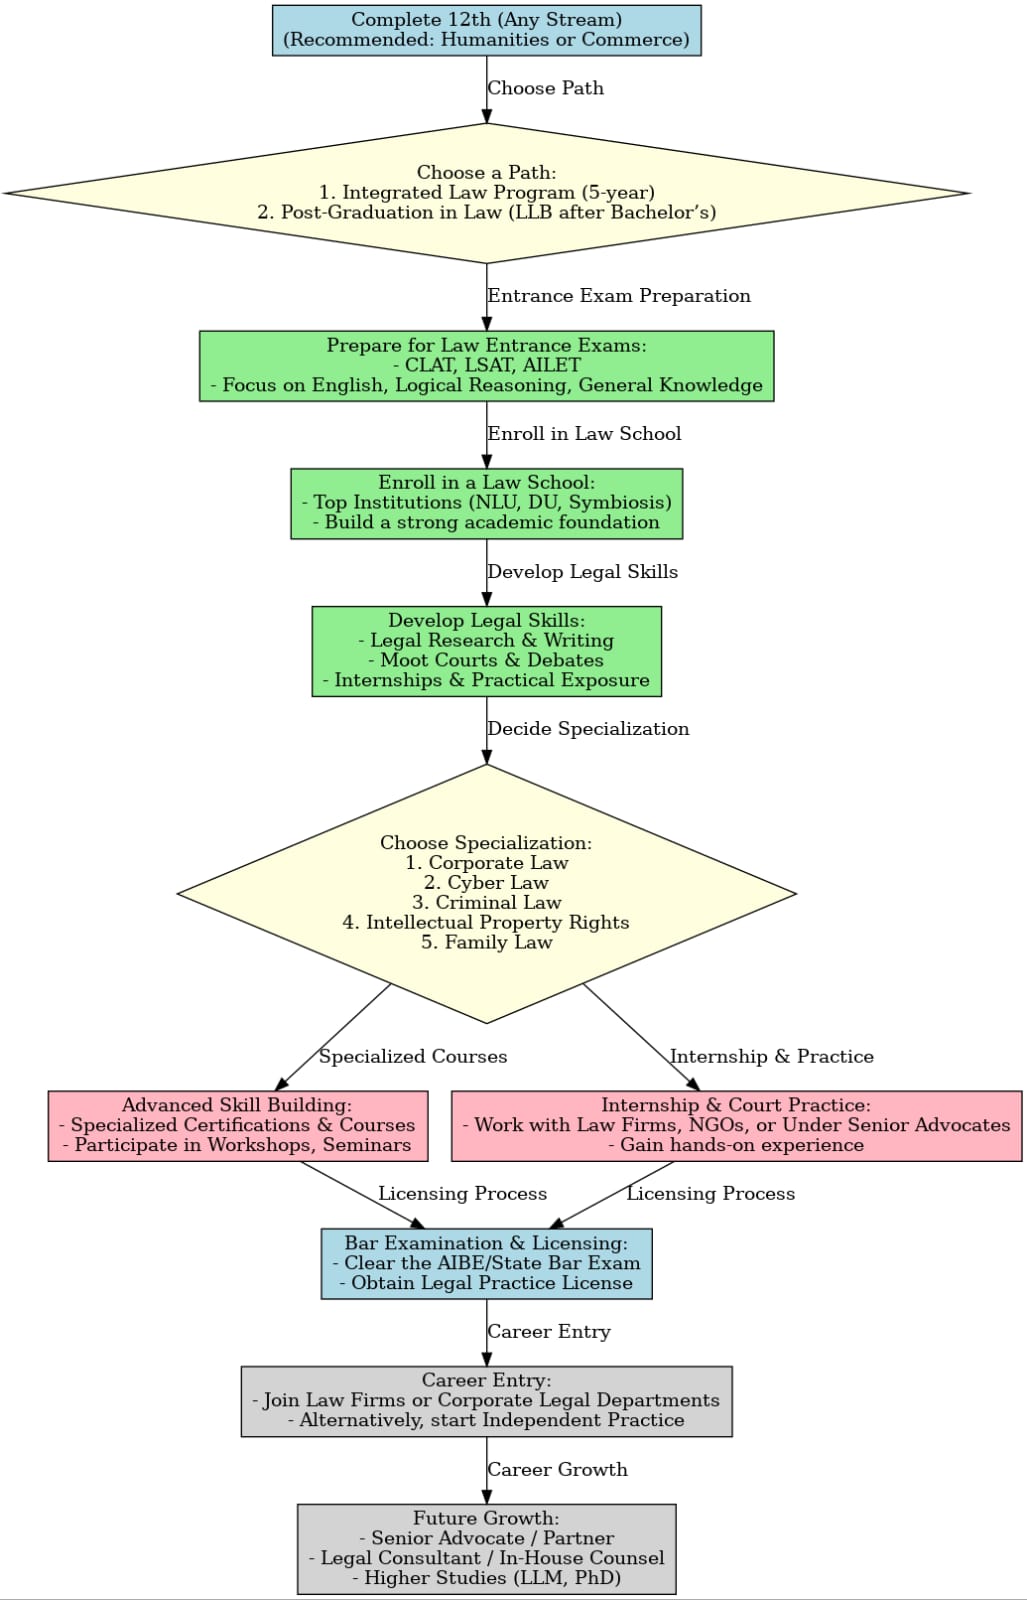 Complete 12th (Any Stream)
(Recommended: Humanities or Commerce)
Choose Path
Choose a Path:
1. Integrated Law Program (5-year)
2. Post-Graduation in Law (LLB after Bachelor’s)
Entrance Exam Preparation
Prepare for Law Entrance Exams:
- CLAT, LSAT, AILET
- Focus on English, Logical Reasoning, General Knowledge
Enroll in Law School
Enroll in a Law School:
- Top Institutions (NLU, DU, Symbiosis)
- Build a strong academic foundation
Develop Legal Skills
Develop Legal Skills:
- Legal Research & Writing
- Moot Courts & Debates
- Internships & Practical Exposure
Decide Specialization
Choose Specialization:
1. Corporate Law
2. Cyber Law
3. Criminal Law
4. Intellectual Property Rights
5. Family Law
Specialized Courses
Internship & Practice
Advanced Skill Building:
- Specialized Certifications & Courses
- Participate in Workshops, Seminars
Internship & Court Practice:
- Work with Law Firms, NGOs, or Under Senior Advocates
- Gain hands-on experience
Licensing Process
Licensing Process
Bar Examination & Licensing:
- Clear the AIBE/State Bar Exam
- Obtain Legal Practice License
Career Entry
Career Entry:
- Join Law Firms or Corporate Legal Departments
- Alternatively, start Independent Practice
Career Growth
Future Growth:
- Senior Advocate / Partner
- Legal Consultant / In-House Counsel
- Higher Studies (LLM, PhD)